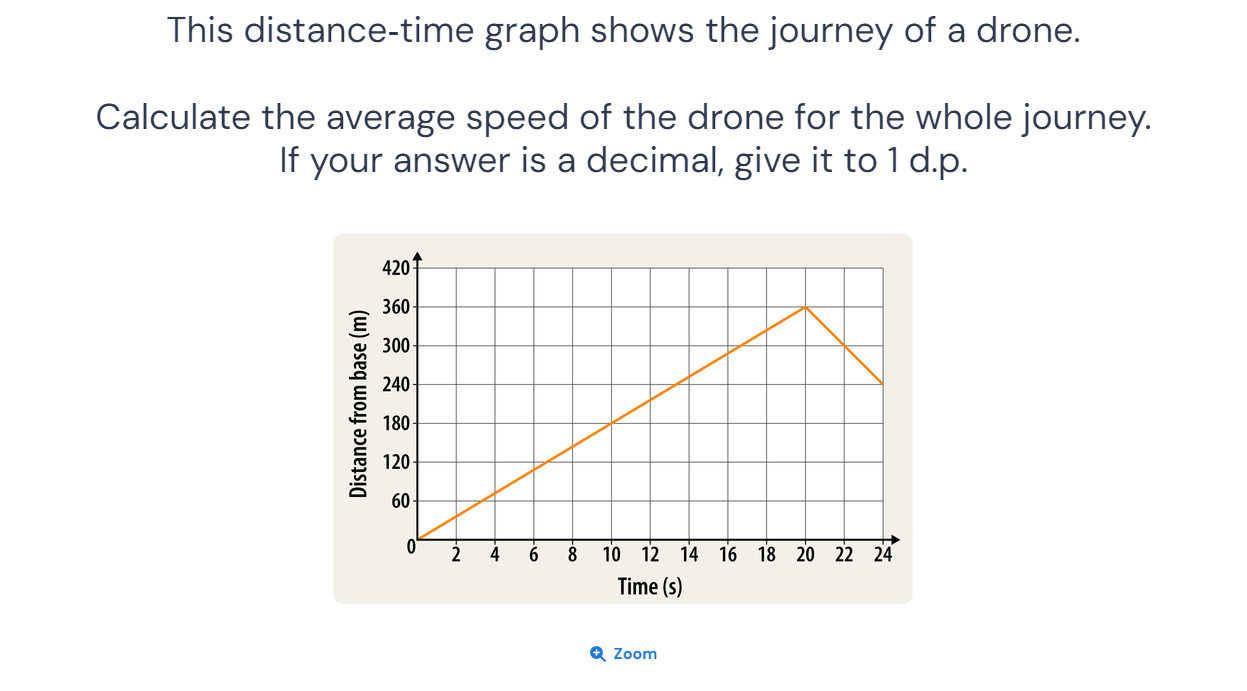 This distance-time graph shows the journey of a drone.
Calculate the average speed of the drone for the whole journey.
If your answer is a decimal, give it to 1 d.p.
420
360
300
240
180
120
60
0
Distance from base (m)
2 4 6 8 10 12 14 16 18 20 22 24
Time (s)
Zoom